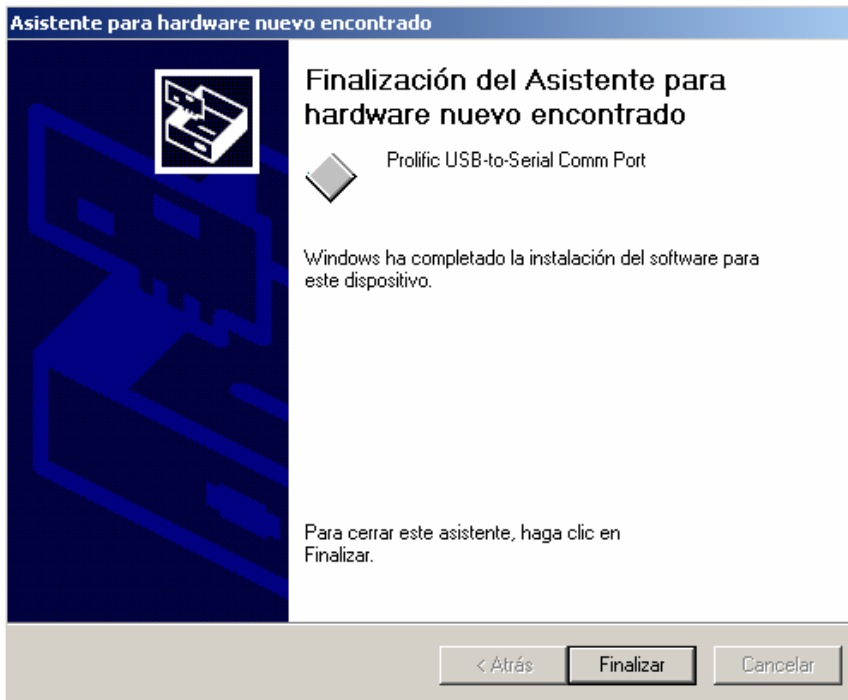 Asistente para hardware nuevo encontrado
Finalización del Asistente para
hardware nuevo encontrado
Prolific USB-to-Serial Comm Port
Windows ha completado la instalación del software para
este dispositivo.
Para cerrar este asistente, haga clic en
Finalizar.
< Atrás
Finalizar
Cancelar